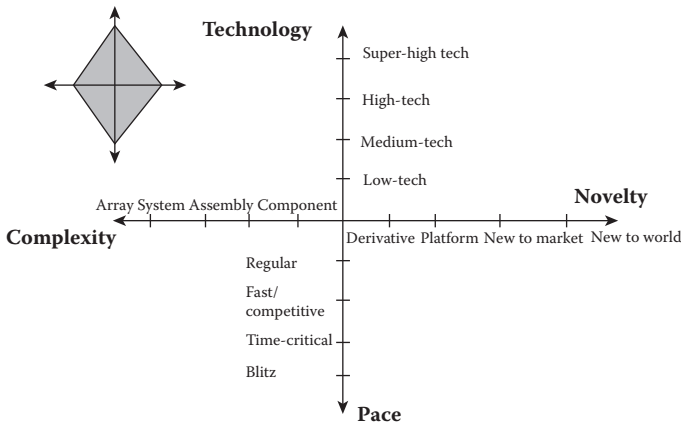 Technology
Super-high tech
High-tech
Medium-tech
Low-tech
Novelty
Array System Assembly Component
Complexity
Derivative Platform New to market New to world
Regular
Fast/
competitive
Time-critical
Blitz
Pace